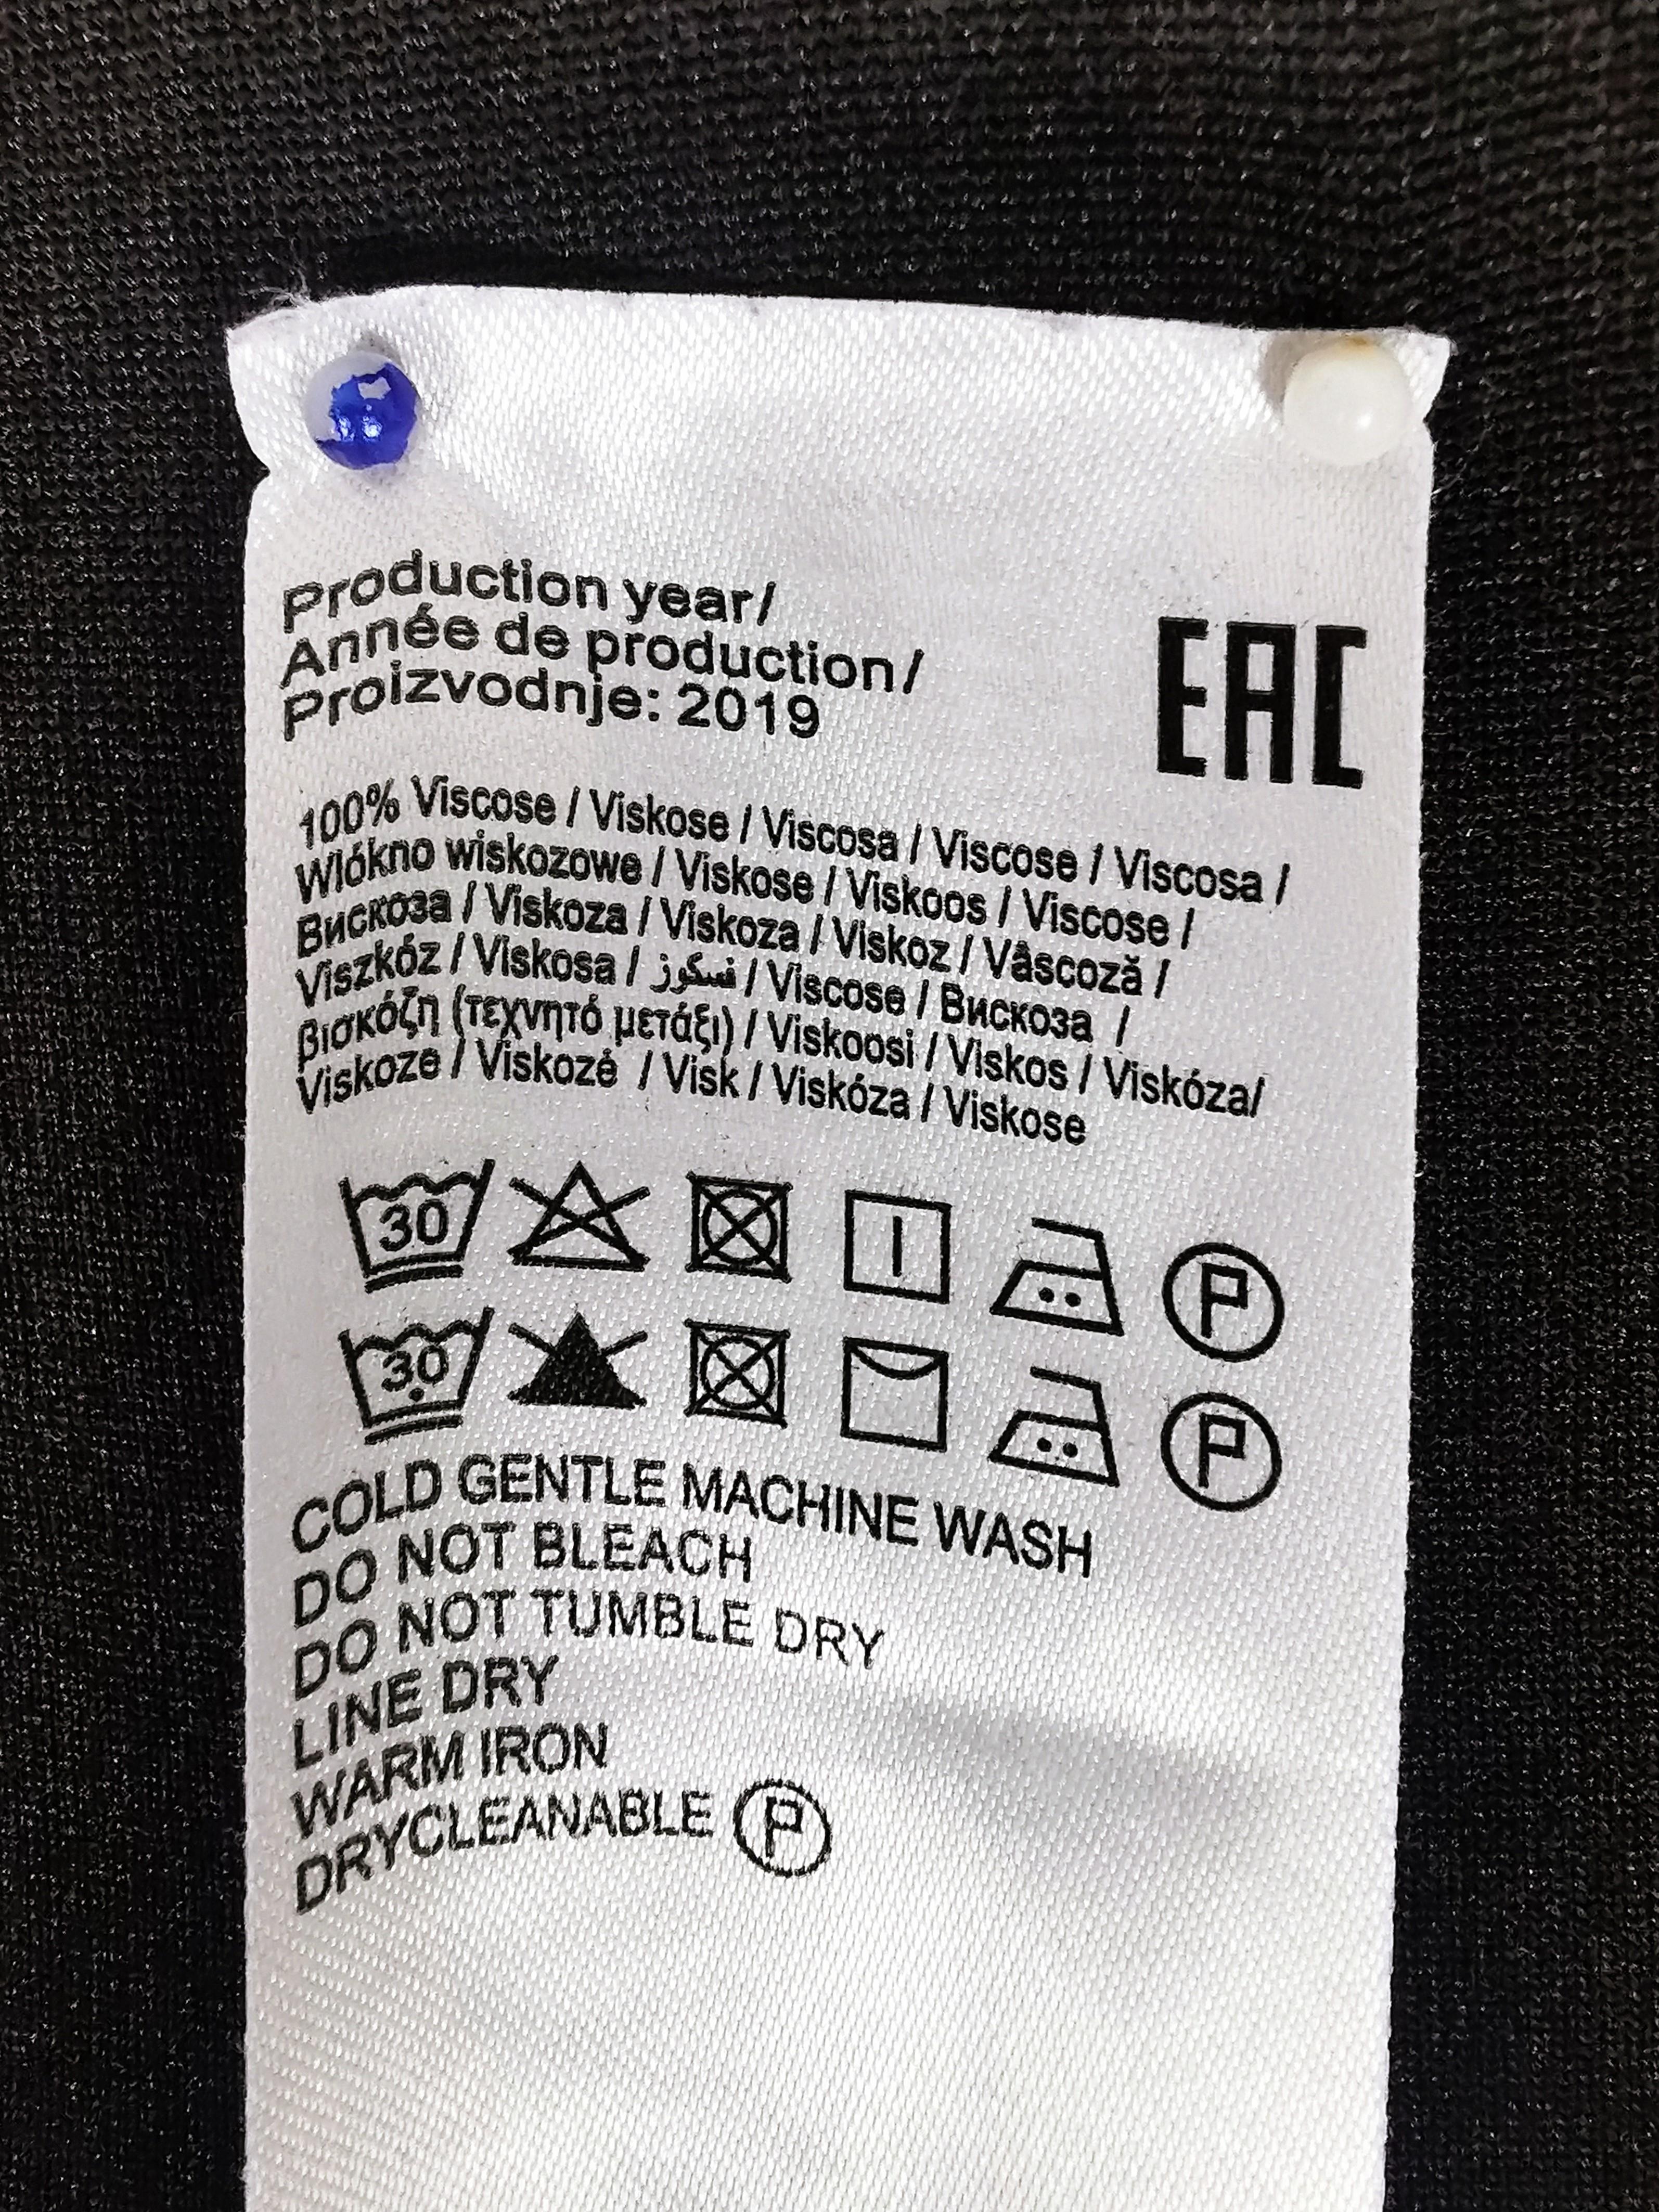 Production year/
Année de production/
Proizvodnje: 2019
EAC
100% Viscose / Viskose / Viscosa / Viscose / Viscosa /
Wlókno wiskozowe / Viskose / Viskoos / Viscose /
Вискоза / Viskoza / Viskoza / Viskoz / Vâscoză /
Viszkóz / Viskosa / فسكوز / Viscose / Вискоза /
βισκόζη (τεχνητό μετάξι) / Viskoosi / Viskos / Viskóza/
Viskoze / Viskozė / Visk / Viskóza / Viskose
30 P
30 P
COLD GENTLE MACHINE WASH
DO NOT BLEACH
DO NOT TUMBLE DRY
LINE DRY
WARM IRON
DRYCLEANABLE P